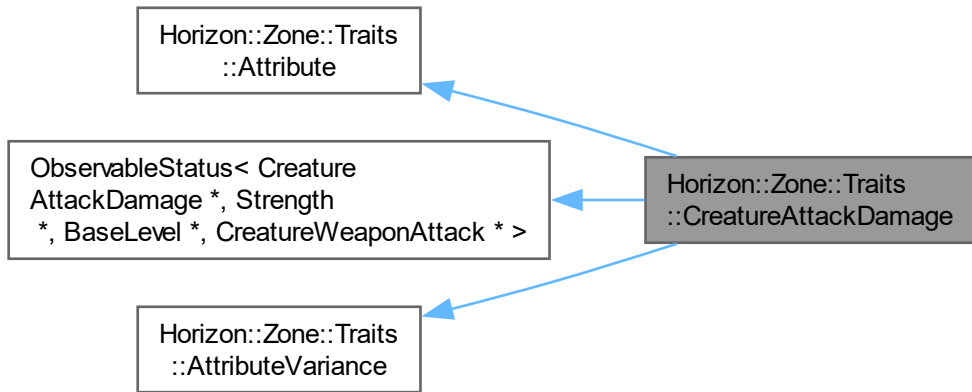 Horizon::Zone::Traits
::Attribute
ObservableStatus< Creature
AttackDamage *, Strength
 *, BaseLevel *, CreatureWeaponAttack * >
Horizon::Zone::Traits
::CreatureAttackDamage
Horizon::Zone::Traits
::AttributeVariance